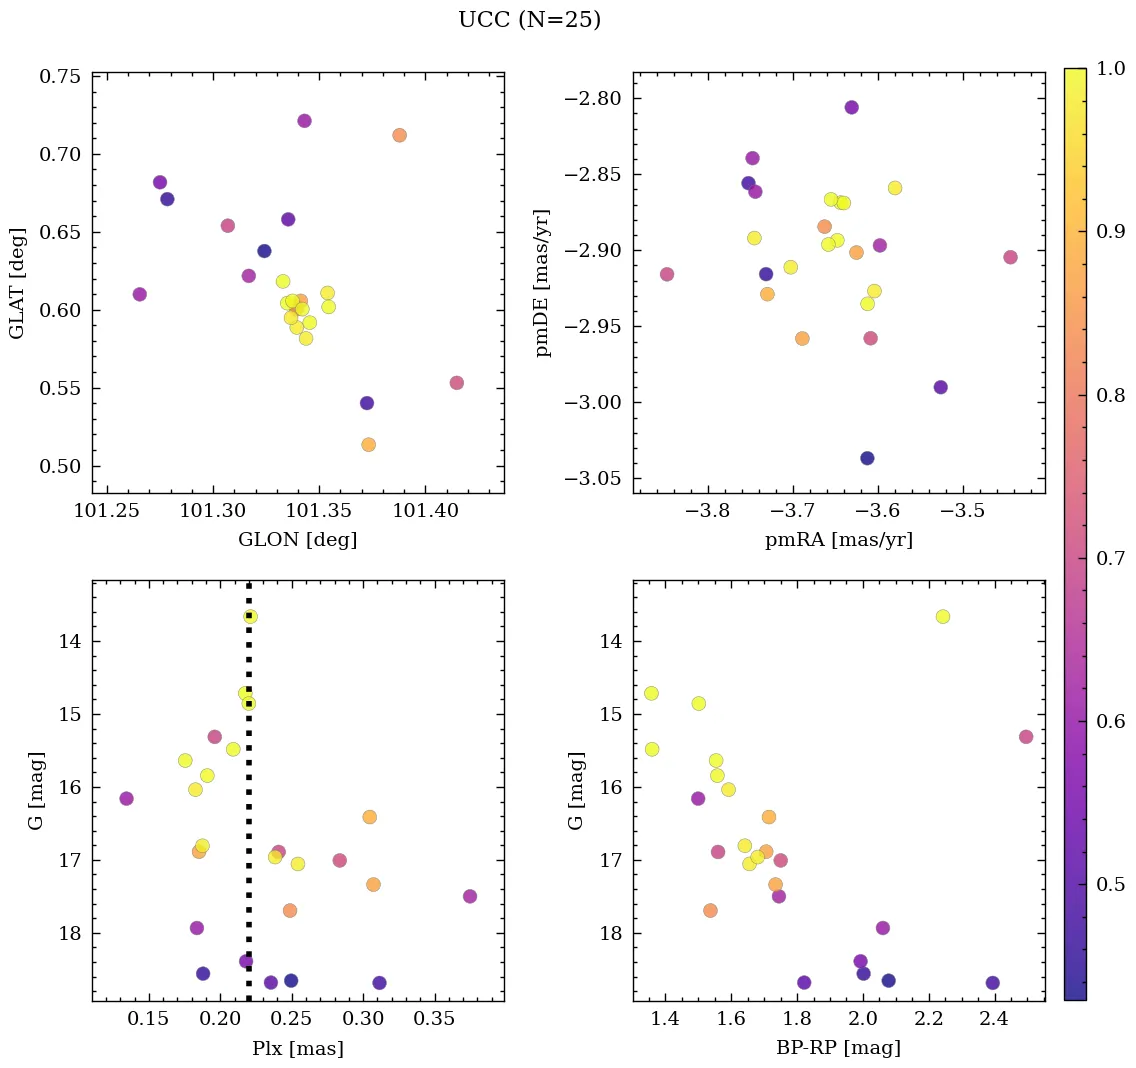 UCC (N=25)
0.75
0.70
0.65
0.60
0.55
0.50
GLAT [deg]
101.25 101.30 101.35 101.40
GLON [deg]
−2.80
−2.85
−2.90
−2.95
−3.00
−3.05
pmDE [mas/yr]
−3.8 −3.7 −3.6 −3.5
pmRA [mas/yr]
14
15
16
17
18
G [mag]
0.15 0.20 0.25 0.30 0.35
Plx [mas]
14
15
16
17
18
G [mag]
1.4 1.6 1.8 2.0 2.2 2.4
BP-RP [mag]
1.0
0.9
0.8
0.7
0.6
0.5